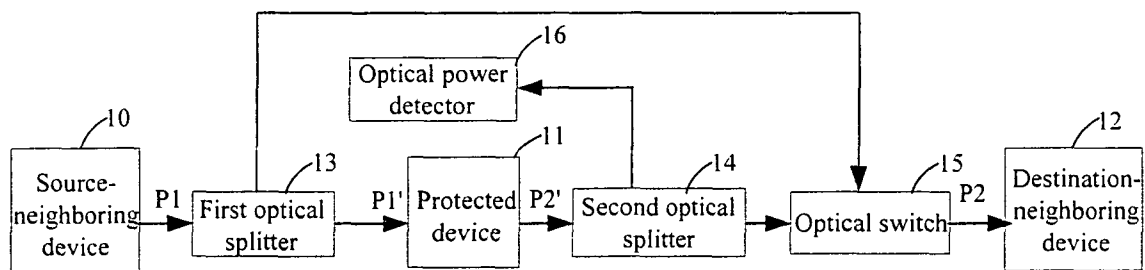 16
Optical power
detector
10
Source-
neighboring
device
P1
13
First optical
splitter
P1'
11
Protected
device
P2'
14
Second optical
splitter
15
Optical switch
P2
12
Destination-
neighboring
device